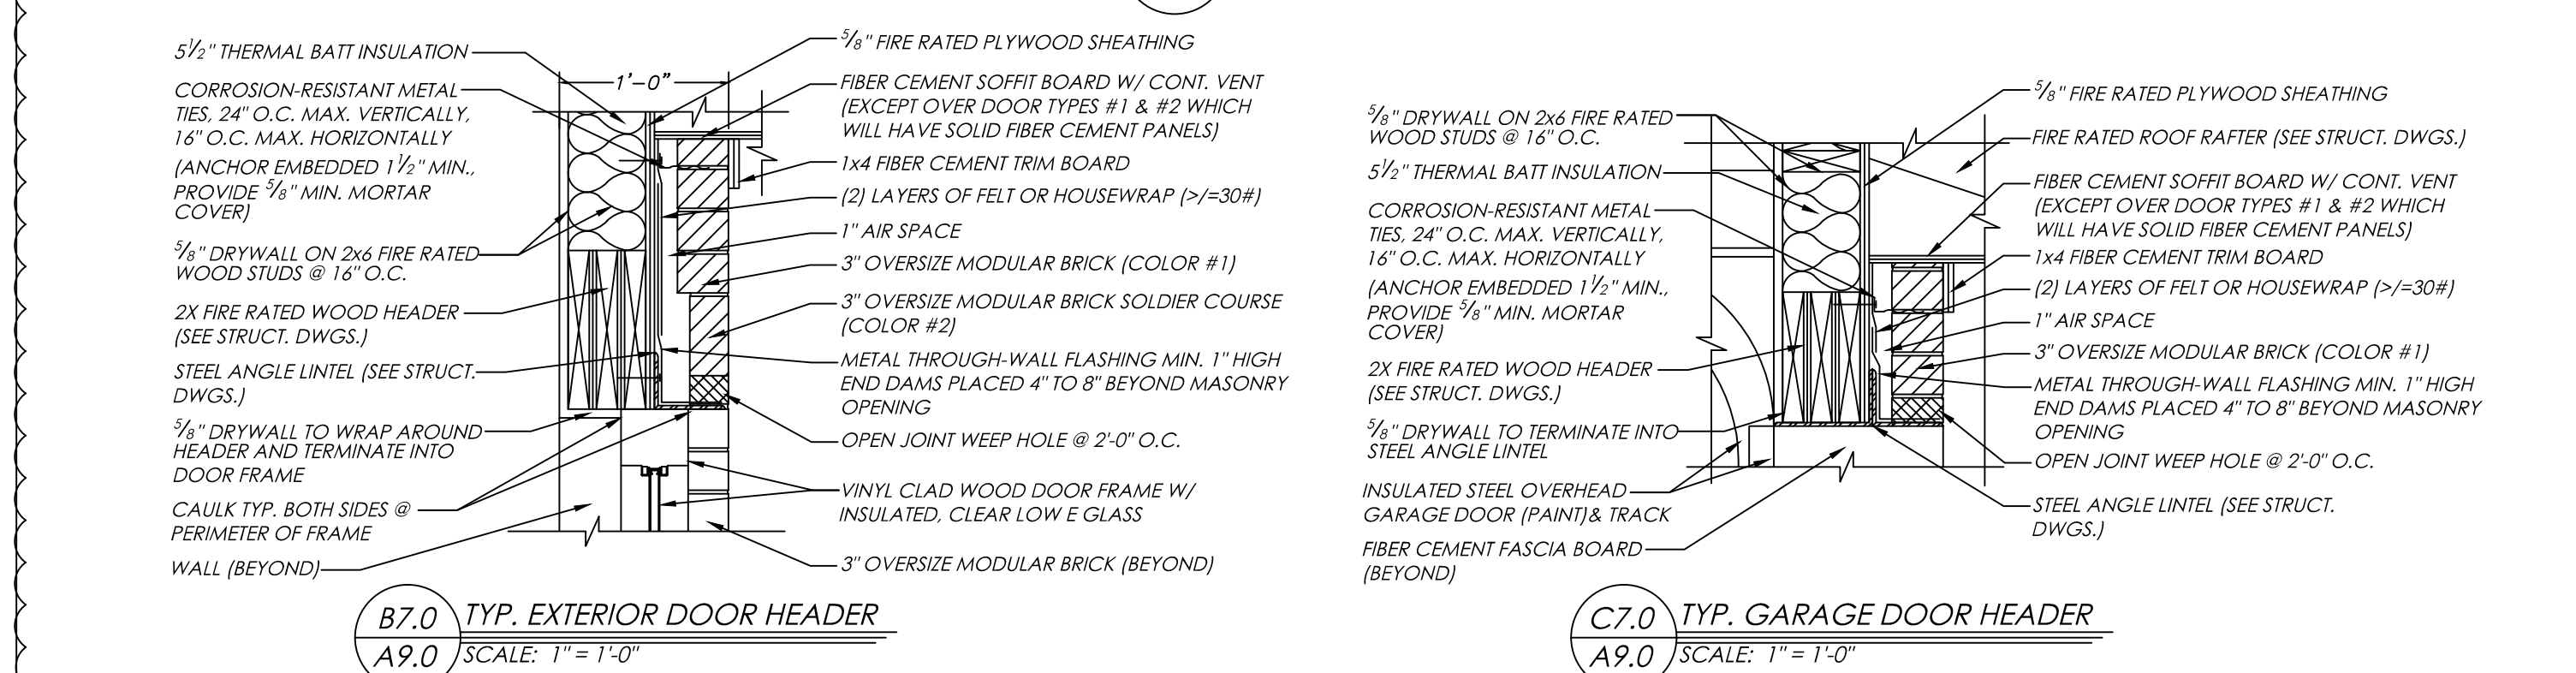 5 1/2" THERMAL BATT INSULATION
CORROSION-RESISTANT METAL
TIES, 24" O.C. MAX. VERTICALLY,
16" O.C. MAX. HORIZONTALLY
(ANCHOR EMBEDDED 1 1/2" MIN.,
PROVIDE 5/8" MIN. MORTAR
COVER)
5/8" DRYWALL ON 2x6 FIRE RATED
WOOD STUDS @ 16" O.C.
2X FIRE RATED WOOD HEADER
(SEE STRUCT. DWGS.)
STEEL ANGLE LINTEL (SEE STRUCT.
DWGS.)
5/8" DRYWALL TO WRAP AROUND
HEADER AND TERMINATE INTO
DOOR FRAME
CAULK TYP. BOTH SIDES @
PERIMETER OF FRAME
WALL (BEYOND)
1'-0"
5/8" FIRE RATED PLYWOOD SHEATHING
FIBER CEMENT SOFFIT BOARD W/ CONT. VENT
(EXCEPT OVER DOOR TYPES #1 & #2 WHICH
WILL HAVE SOLID FIBER CEMENT PANELS)
1x4 FIBER CEMENT TRIM BOARD
(2) LAYERS OF FELT OR HOUSEWRAP (>/=30#)
1" AIR SPACE
3" OVERSIZE MODULAR BRICK (COLOR #1)
3" OVERSIZE MODULAR BRICK SOLDIER COURSE
(COLOR #2)
METAL THROUGH-WALL FLASHING MIN. 1" HIGH
END DAMS PLACED 4" TO 8" BEYOND MASONRY
OPENING
OPEN JOINT WEEP HOLE @ 2'-0" O.C.
VINYL CLAD WOOD DOOR FRAME W/
INSULATED, CLEAR LOW E GLASS
3" OVERSIZE MODULAR BRICK (BEYOND)
B7.0
A9.0
TYP. EXTERIOR DOOR HEADER
SCALE: 1" = 1'-0"
5/8" DRYWALL ON 2x6 FIRE RATED
WOOD STUDS @ 16" O.C.
5 1/2" THERMAL BATT INSULATION
CORROSION-RESISTANT METAL
TIES, 24" O.C. MAX. VERTICALLY,
16" O.C. MAX. HORIZONTALLY
(ANCHOR EMBEDDED 1 1/2" MIN.,
PROVIDE 5/8" MIN. MORTAR
COVER)
2X FIRE RATED WOOD HEADER
(SEE STRUCT. DWGS.)
5/8" DRYWALL TO TERMINATE INTO
STEEL ANGLE LINTEL
INSULATED STEEL OVERHEAD
GARAGE DOOR (PAINT)& TRACK
FIBER CEMENT FASCIA BOARD
(BEYOND)
5/8" FIRE RATED PLYWOOD SHEATHING
FIRE RATED ROOF RAFTER (SEE STRUCT. DWGS.)
FIBER CEMENT SOFFIT BOARD W/ CONT. VENT
(EXCEPT OVER DOOR TYPES #1 & #2 WHICH
WILL HAVE SOLID FIBER CEMENT PANELS)
1x4 FIBER CEMENT TRIM BOARD
(2) LAYERS OF FELT OR HOUSEWRAP (>/=30#)
1" AIR SPACE
3" OVERSIZE MODULAR BRICK (COLOR #1)
METAL THROUGH-WALL FLASHING MIN. 1" HIGH
END DAMS PLACED 4" TO 8" BEYOND MASONRY
OPENING
OPEN JOINT WEEP HOLE @ 2'-0" O.C.
STEEL ANGLE LINTEL (SEE STRUCT.
DWGS.)
C7.0
A9.0
TYP. GARAGE DOOR HEADER
SCALE: 1" = 1'-0"